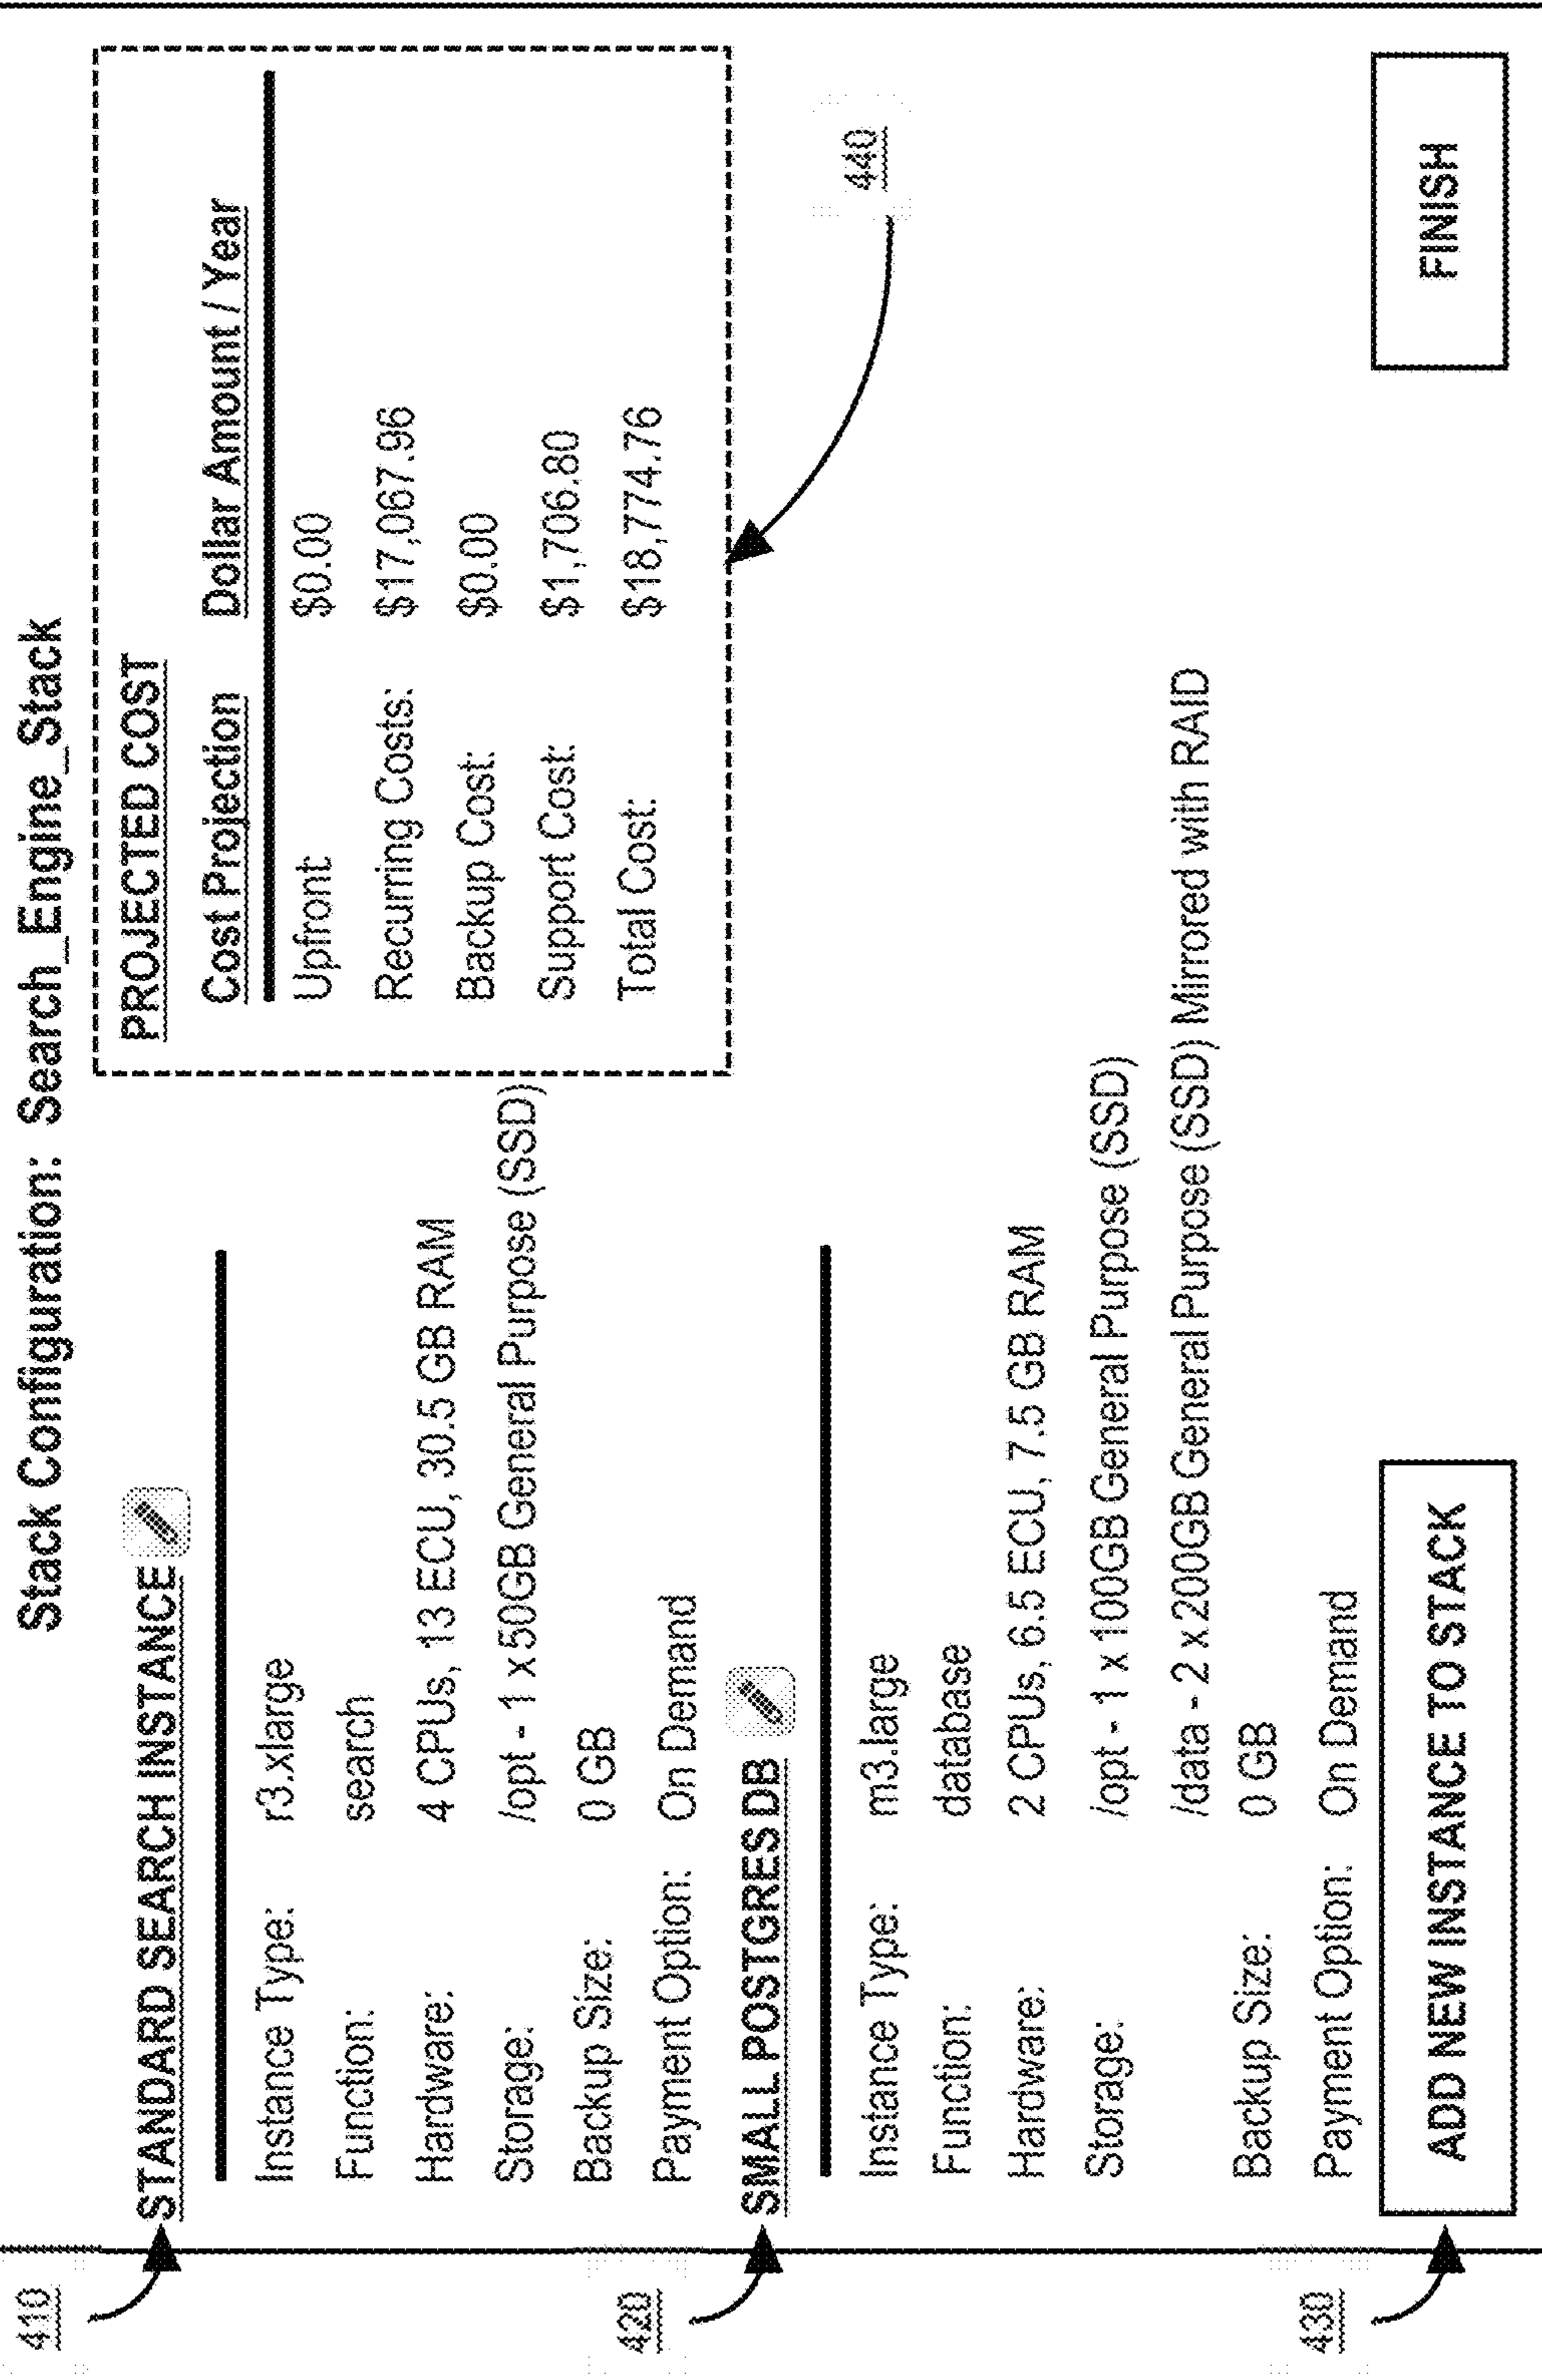 Stack Configuration: Search_Engine_Stack
410
STANDARD SEARCH INSTANCE
Instance Type: r3.xlarge
Function: search
Hardware: 4 CPUs, 13 ECU, 30.5 GB RAM
Storage: /opt - 1 x 50GB General Purpose (SSD)
Backup Size: 0 GB
Payment Option: On Demand
PROJECTED COST
Cost Projection Dollar Amount / Year
Upfront: $0.00
Recurring Costs: $17,067.96
Backup Cost: $0.00
Support Cost: $1,706.80
Total Cost: $18,774.76
440
420
SMALL POSTGRES DB
Instance Type: m3.large
Function: database
Hardware: 2 CPUs, 6.5 ECU, 7.5 GB RAM
Storage: /opt - 1 x 100GB General Purpose (SSD)
/data - 2 x 200GB General Purpose (SSD) Mirrored with RAID
Backup Size: 0 GB
Payment Option: On Demand
430
ADD NEW INSTANCE TO STACK
FINISH